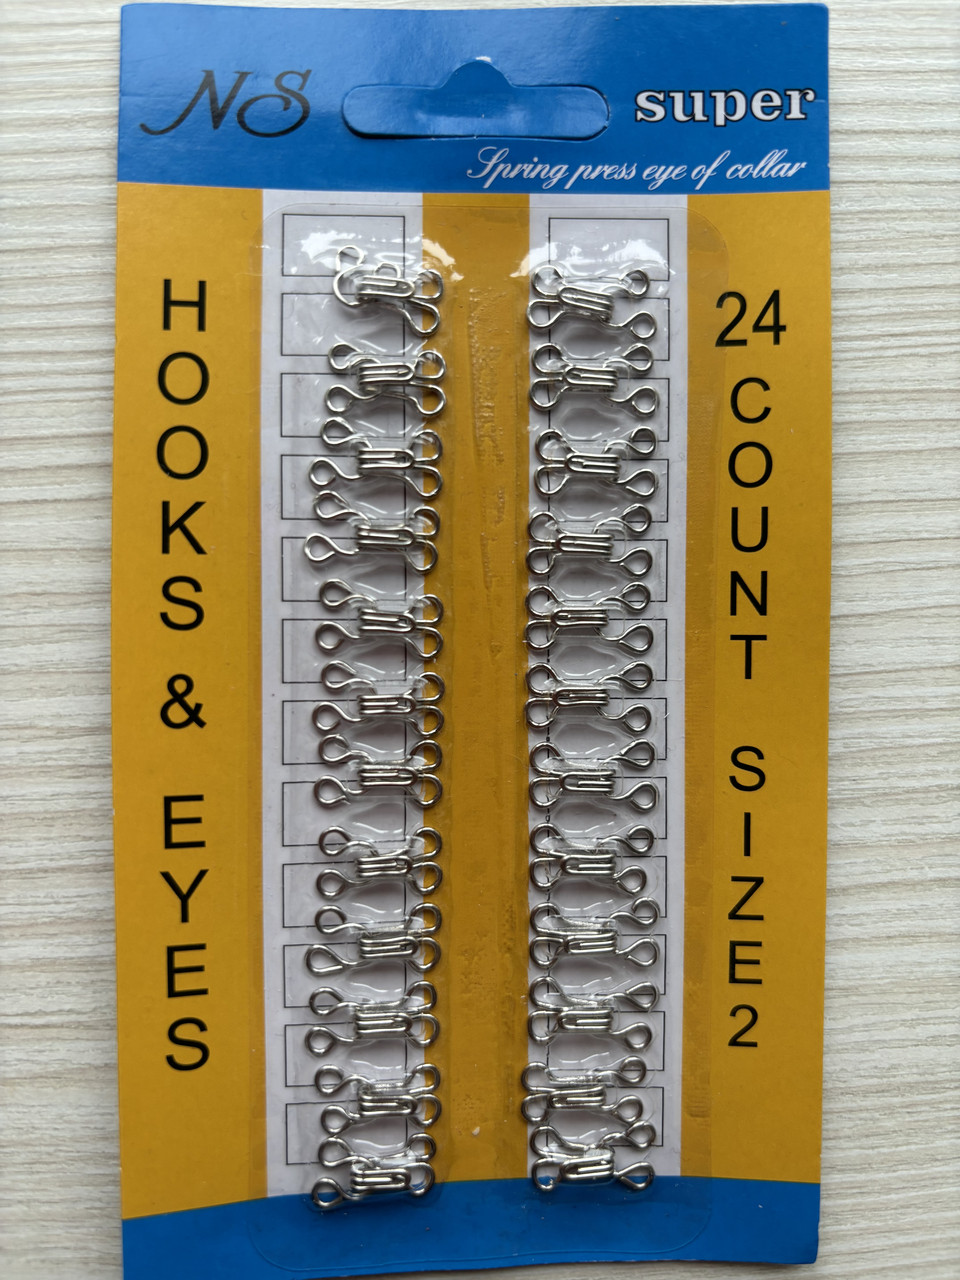 NS
super
Spring press eye of collar
HOOKS & EYES
24 COUNT SIZE 2